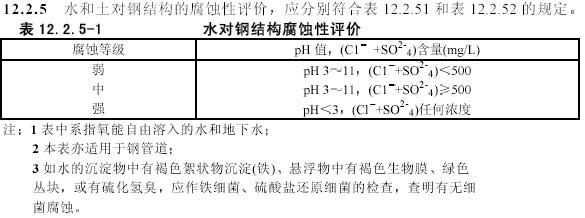 12.2.5 水和土对钢结构的腐蚀性评价，应分别符合表 12.2.51 和表 12.2.52 的规定。
表 12.2.5-1 水对钢结构腐蚀性评价
腐蚀等级 pH 值，(C1⁻ +SO²⁻₄)含量(mg/L)
弱 pH 3～11，(C1⁻+SO²⁻₄)＜500
中 pH 3～11，(C1⁻+SO²⁻₄)≥500
强 pH＜3，(Cl⁻+SO²⁻₄)任何浓度
注：1 表中系指氧能自由溶入的水和地下水；
2 本表亦适用于钢管道；
3 如水的沉淀物中有褐色絮状物沉淀(铁)、悬浮物中有褐色生物膜、绿色
丛块，或有硫化氢臭，应作铁细菌、硫酸盐还原细菌的检查，查明有无细
菌腐蚀。